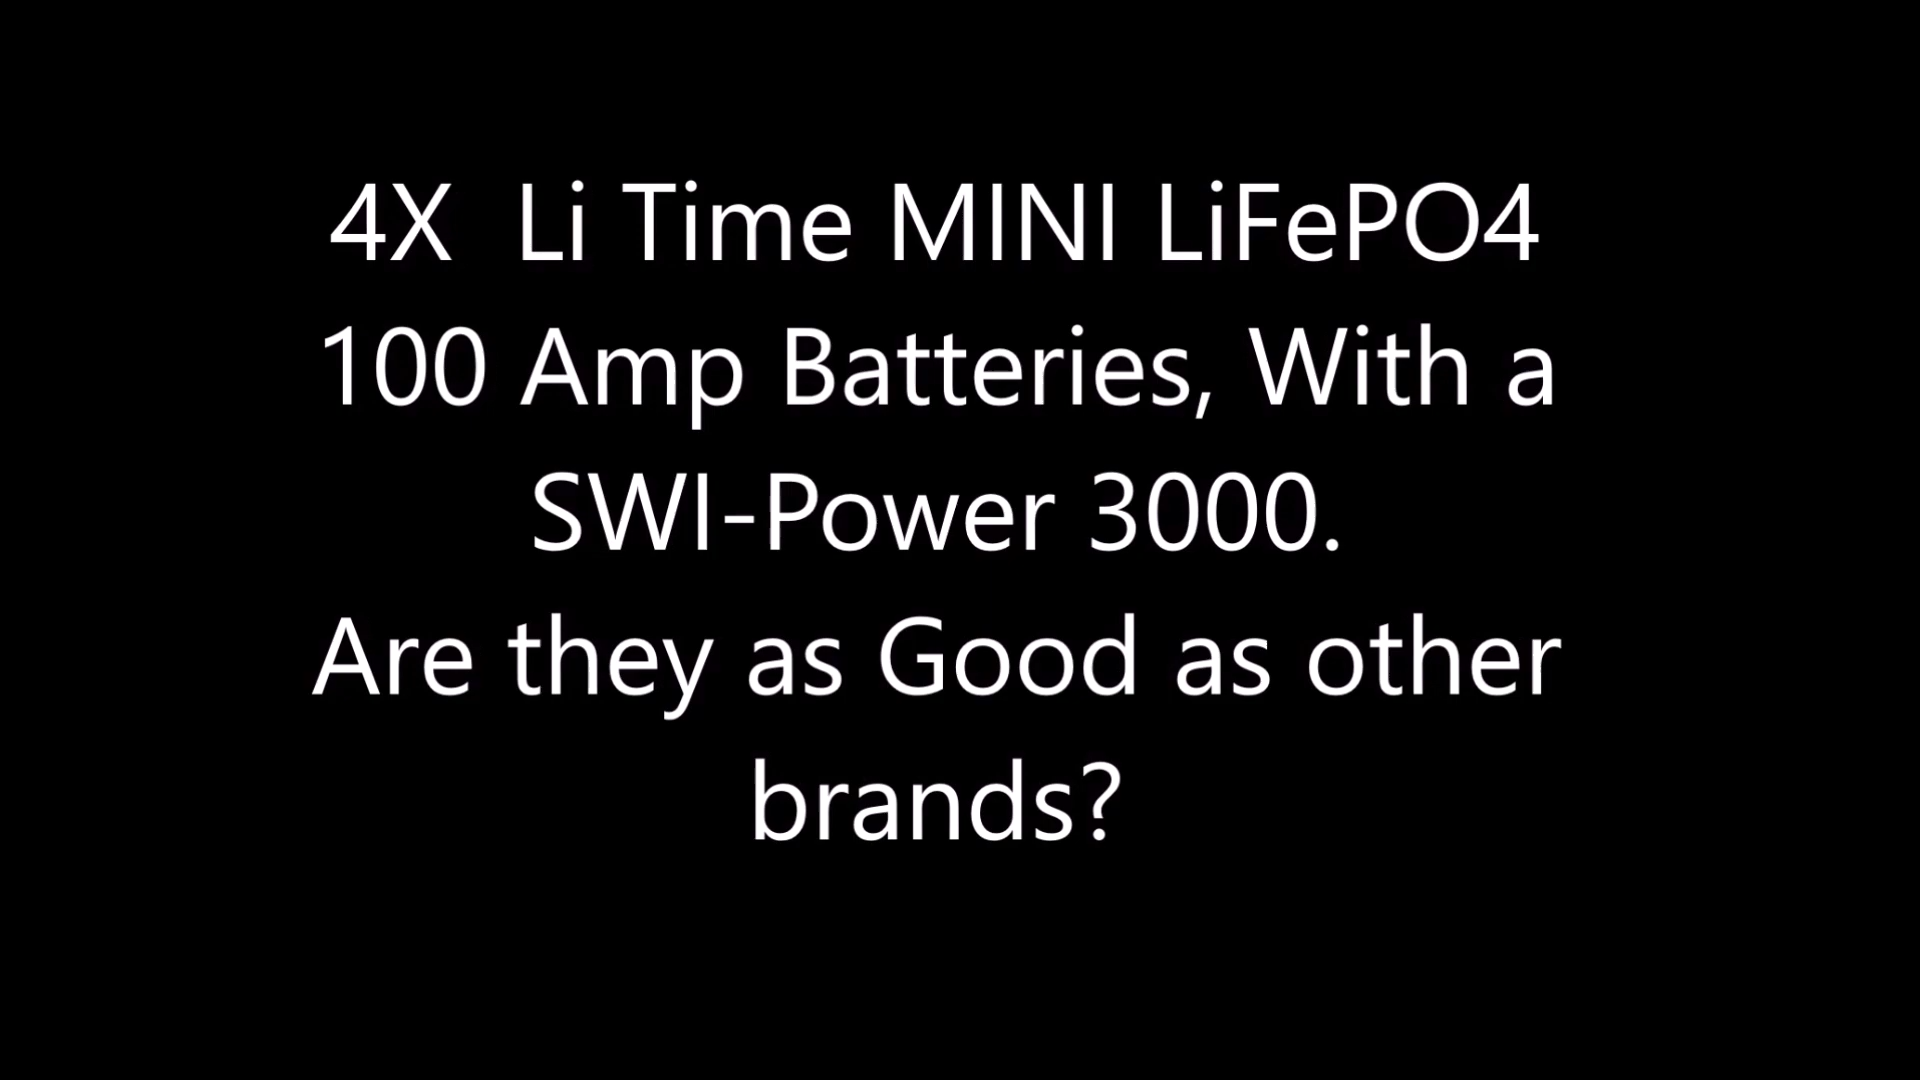 4X  Li Time MINI LiFePO4
100 Amp Batteries, With a
SWI-Power 3000.
Are they as Good as other
brands?